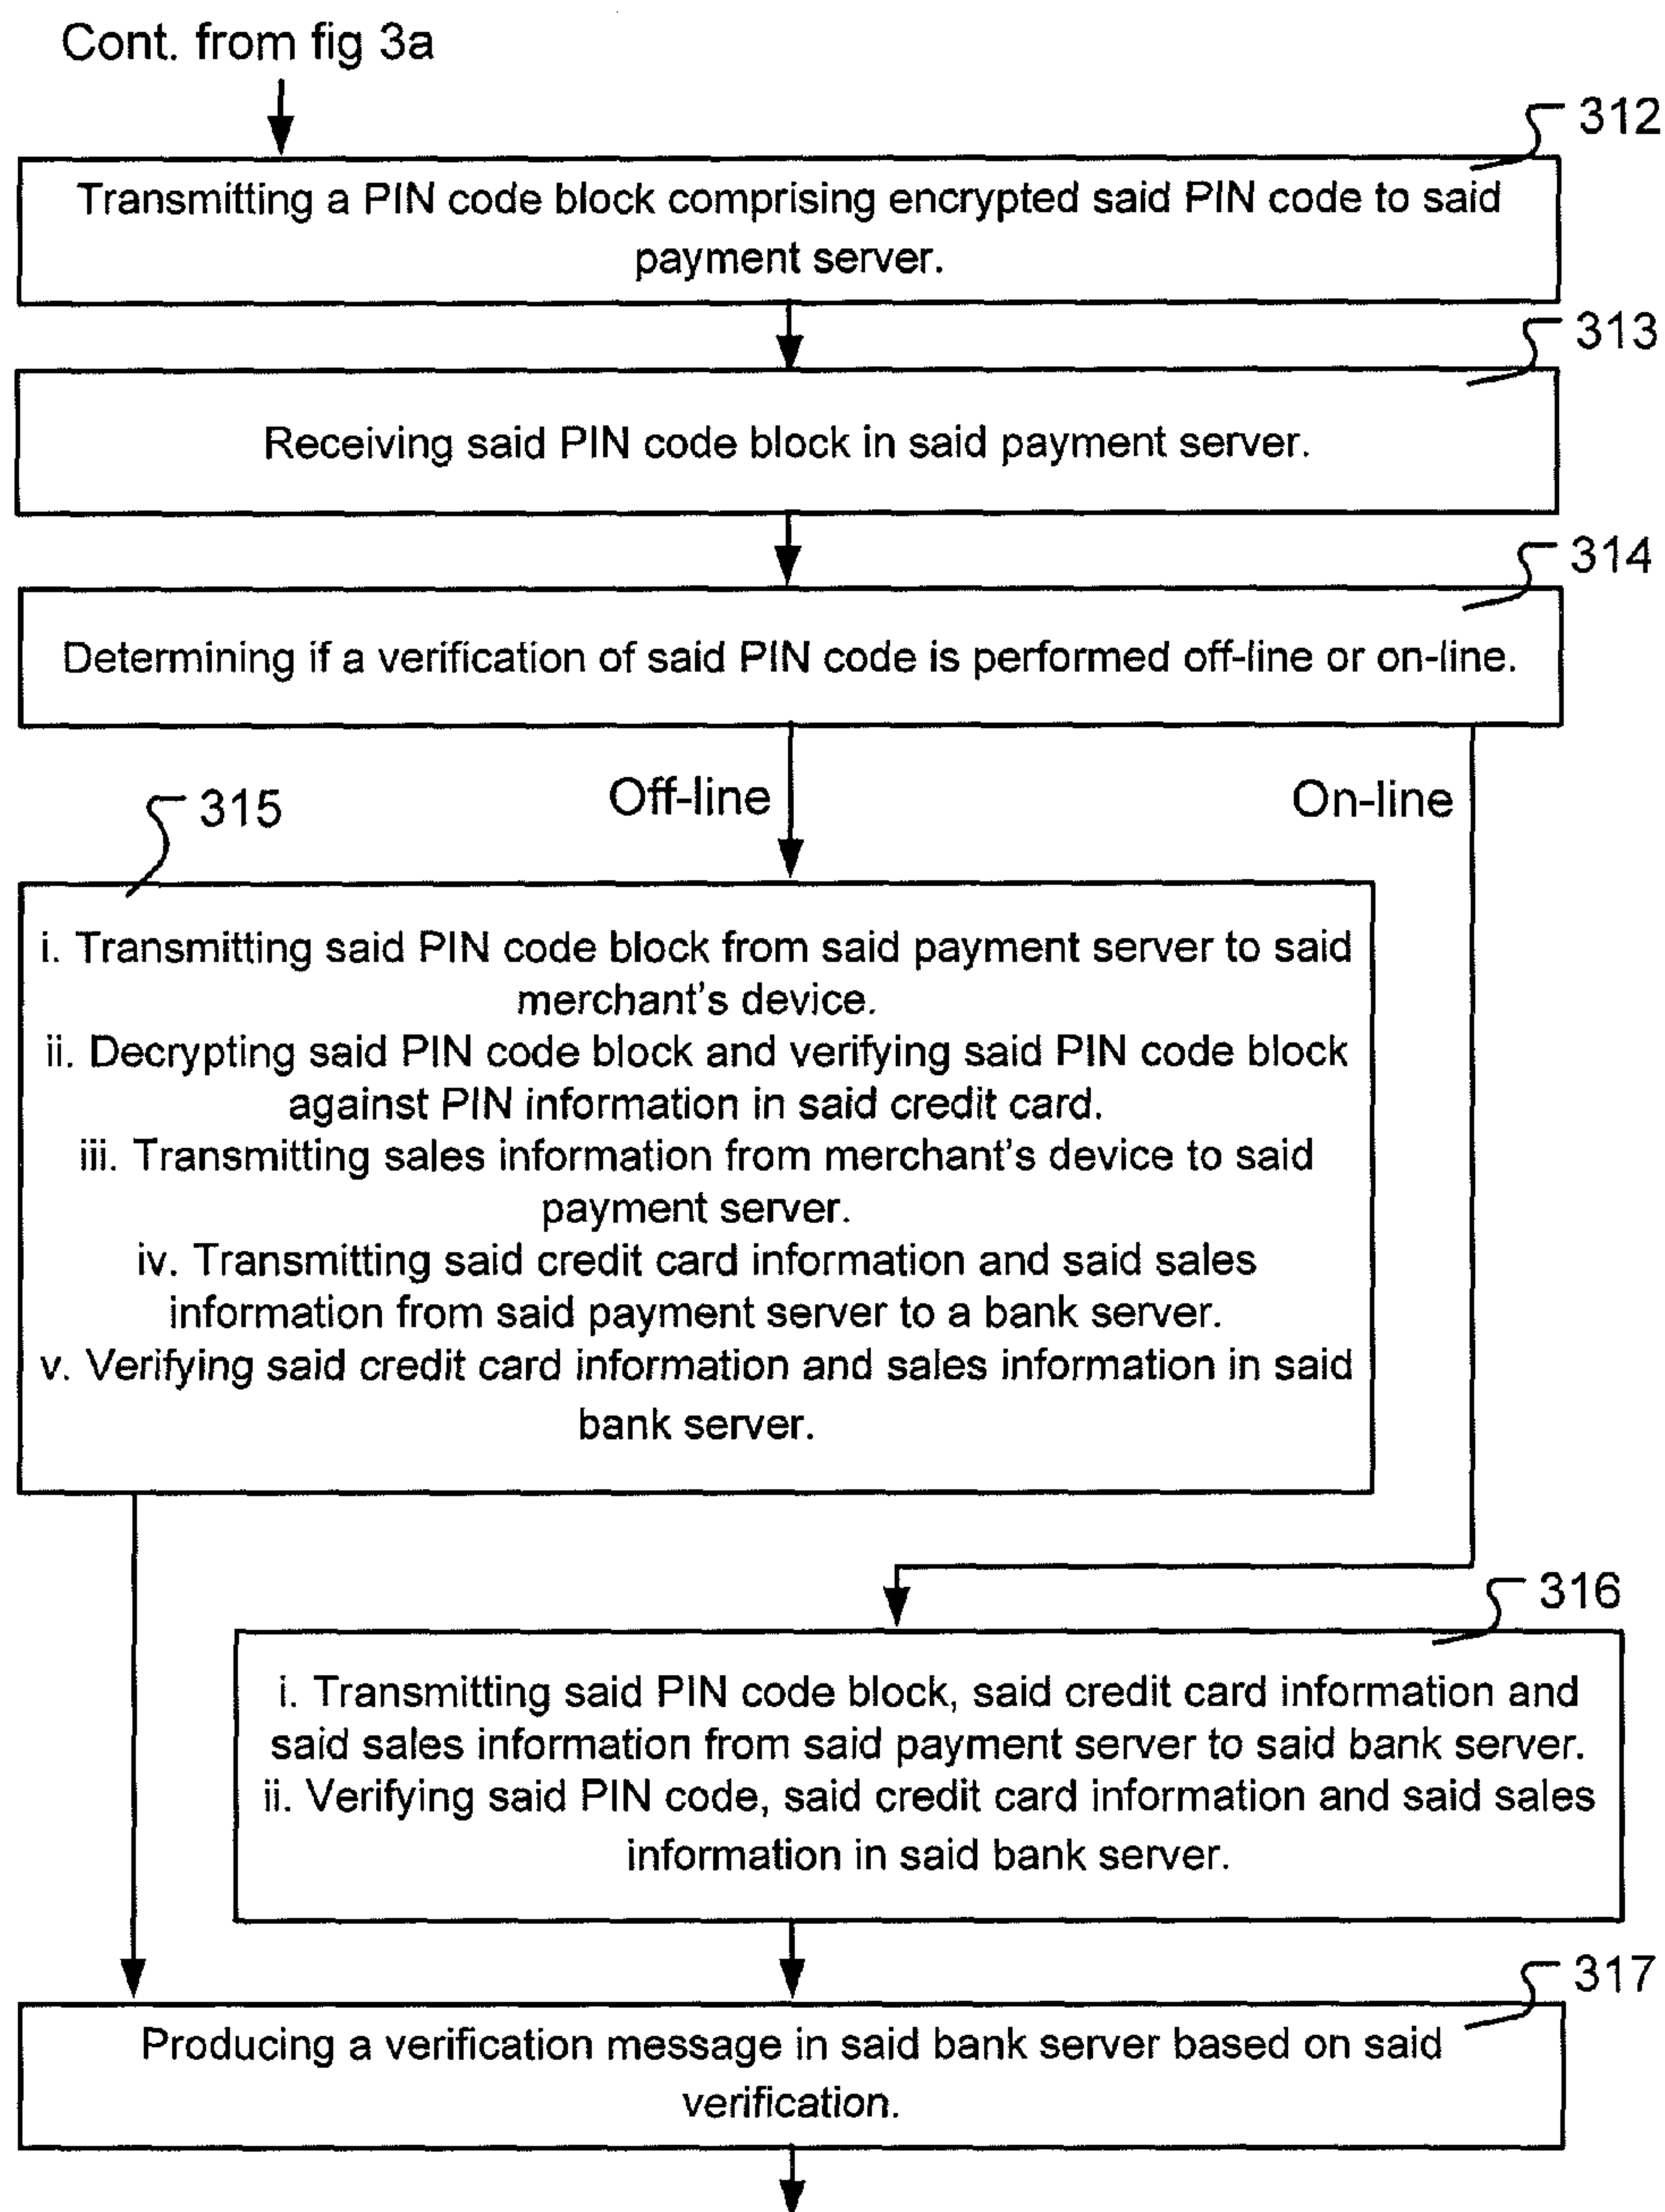 Cont. from fig 3a
312
Transmitting a PIN code block comprising encrypted said PIN code to said
payment server.
313
Receiving said PIN code block in said payment server.
314
Determining if a verification of said PIN code is performed off-line or on-line.
Off-line
On-line
315
i. Transmitting said PIN code block from said payment server to said
merchant's device.
ii. Decrypting said PIN code block and verifying said PIN code block
against PIN information in said credit card.
iii. Transmitting sales information from merchant's device to said
payment server.
iv. Transmitting said credit card information and said sales
information from said payment server to a bank server.
v. Verifying said credit card information and sales information in said
bank server.
316
i. Transmitting said PIN code block, said credit card information and
said sales information from said payment server to said bank server.
ii. Verifying said PIN code, said credit card information and said sales
information in said bank server.
317
Producing a verification message in said bank server based on said
verification.